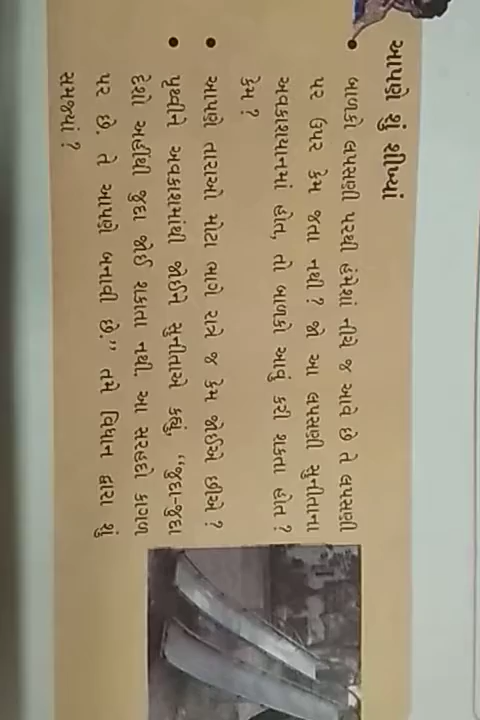 આપણે શું શીખ્યાં
• બાળકો લપસણી પરથી હંમેશાં નીચે જ આવે છે તે લપસણી
પર ઉપર કેમ જતા નથી? જો આ લપસણી સુનીતાના
અવકાશયાનમાં હોત, તો બાળકો આવું કરી શકતા હોત?
કેમ?
• આપણે તારાઓ મોટા ભાગે રાત્રે જ કેમ જોઈએ છીએ?
• પૃથ્વીને અવકાશમાંથી જોઈને સુનીતાએ કહ્યું, “જુદા-જુદા
દેશો અહીંથી જુદા જોઈ શકાતા નથી. આ સરહદો કાગળ
પર છે. તે આપણે બનાવી છે.” તમે વિધાન દ્વારા શું
સમજ્યાં?